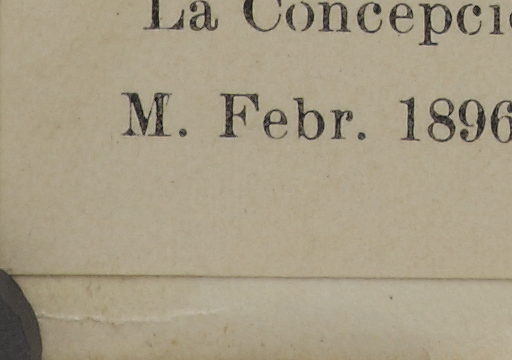 La Concepci
M. Febr. 1896